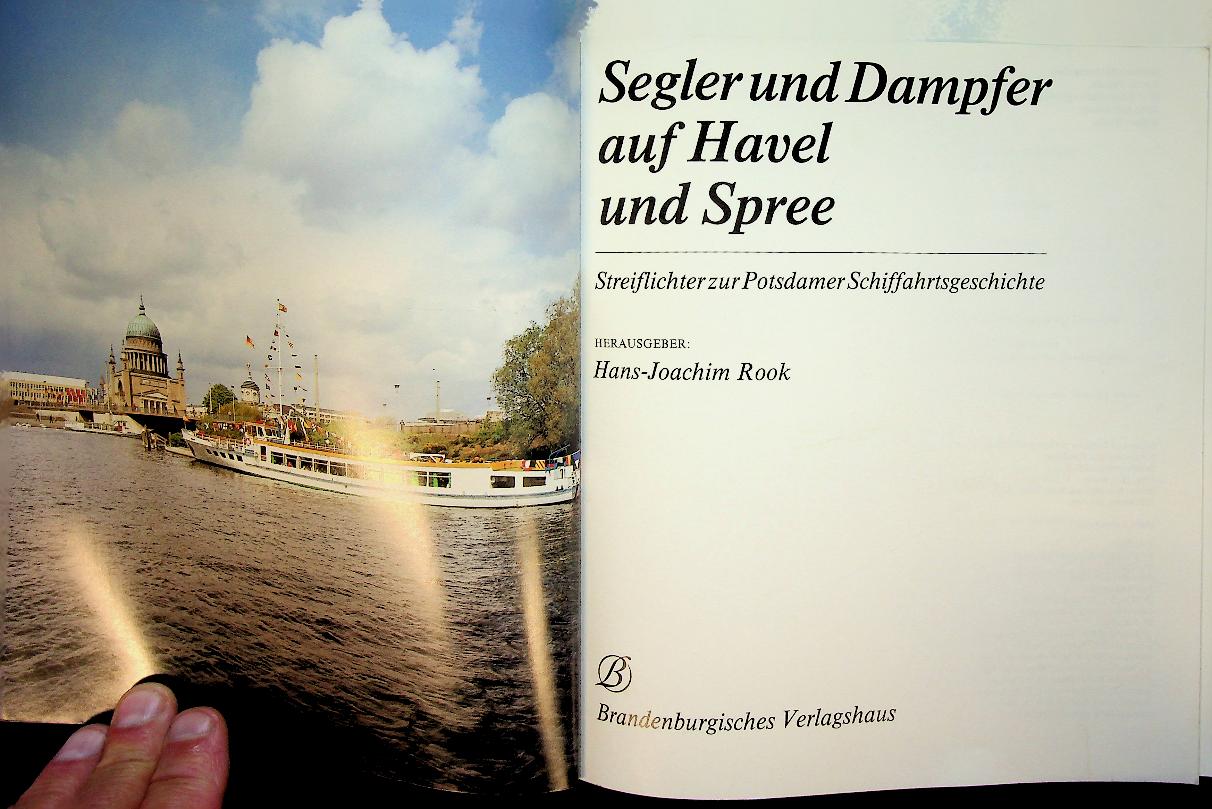 Segler und Dampfer
auf Havel
und Spree
Streiflichter zur Potsdamer Schiffahrtsgeschichte
HERAUSGEBER:
Hans-Joachim Rook
B
Brandenburgisches Verlagshaus